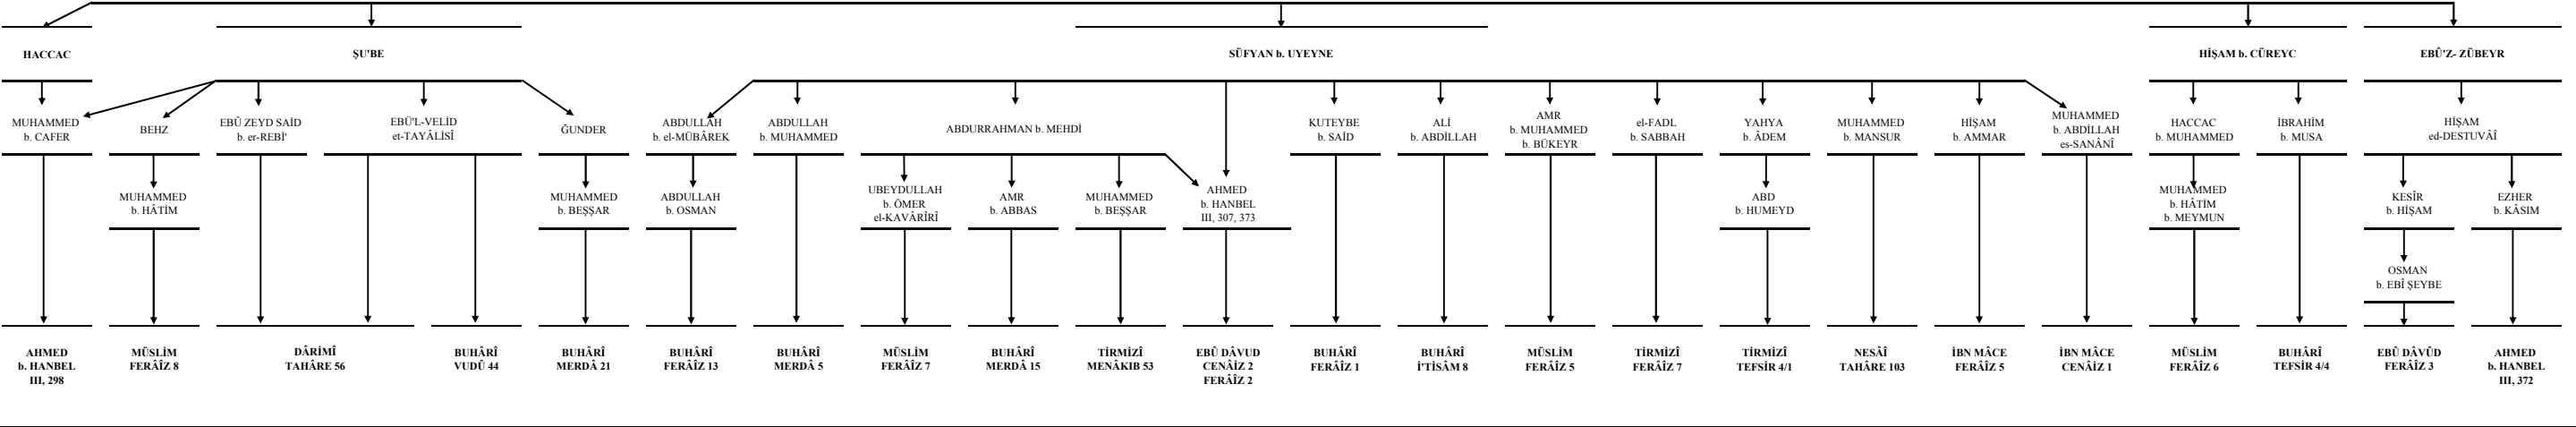 HACCAC
ŞU'BE
SÜFYAN b. UYEYNE
HİŞAM b. CÜREYC
EBÛ'Z- ZÜBEYR
MUHAMMED
b. CAFER
BEHZ
EBÛ ZEYD SAİD
b. er-REBİ'
EBÜ'L-VELID
et-TAYÂLİSÎ
ĞUNDER
ABDULLAH
b. el-MÜBÂREK
ABDULLAH
b. MUHAMMED
ABDURRAHMAN b. MEHDİ
KUTEYBE
b. SAİD
ALİ
b. ABDİLLAH
AMR
b. MUHAMMED
b. BÜKEYR
el-FADL
b. SABBAH
YAHYA
b. ÂDEM
MUHAMMED
b. MANSUR
HİŞAM
b. AMMAR
MUHAMMED
b. ABDİLLAH
es-SANÂNÎ
HACCAC
b. MUHAMMED
İBRAHİM
b. MUSA
HİŞAM
ed-DESTUVÂÎ
MUHAMMED
b. HÂTİM
MUHAMMED
b. BEŞŞAR
ABDULLAH
b. OSMAN
UBEYDULLAH
b. ÖMER
el-KAVÂRÎRÎ
AMR
b. ABBAS
MUHAMMED
b. BEŞŞAR
AHMED
b. HANBEL
III, 307, 373
ABD
b. HUMEYD
MUHAMMED
b. HÂTİM
b. MEYMUN
KESÎR
b. HİŞAM
EZHER
b. KÂSIM
OSMAN
b. EBÎ ŞEYBE
AHMED
b. HANBEL
III, 298
MÜSLİM
FERÂİZ 8
DÂRİMÎ
TAHÂRE 56
BUHÂRÎ
VUDÛ 44
BUHÂRÎ
MERDÂ 21
BUHÂRÎ
FERÂİZ 13
BUHÂRÎ
MERDÂ 5
MÜSLİM
FERÂİZ 7
BUHÂRÎ
MERDÂ 15
TİRMİZÎ
MENÂKIB 53
EBÛ DÂVUD
CENÂİZ 2
FERÂİZ 2
BUHÂRÎ
FERÂİZ 1
BUHÂRÎ
İ'TİSÂM 8
MÜSLİM
FERÂİZ 5
TİRMİZÎ
FERÂİZ 7
TİRMİZÎ
TEFSİR 4/1
NESÂÎ
TAHÂRE 103
İBN MÂCE
FERÂİZ 5
İBN MÂCE
CENÂİZ 1
MÜSLİM
FERÂİZ 6
BUHÂRÎ
TEFSİR 4/4
EBÛ DÂVÛD
FERÂİZ 3
AHMED
b. HANBEL
III, 372